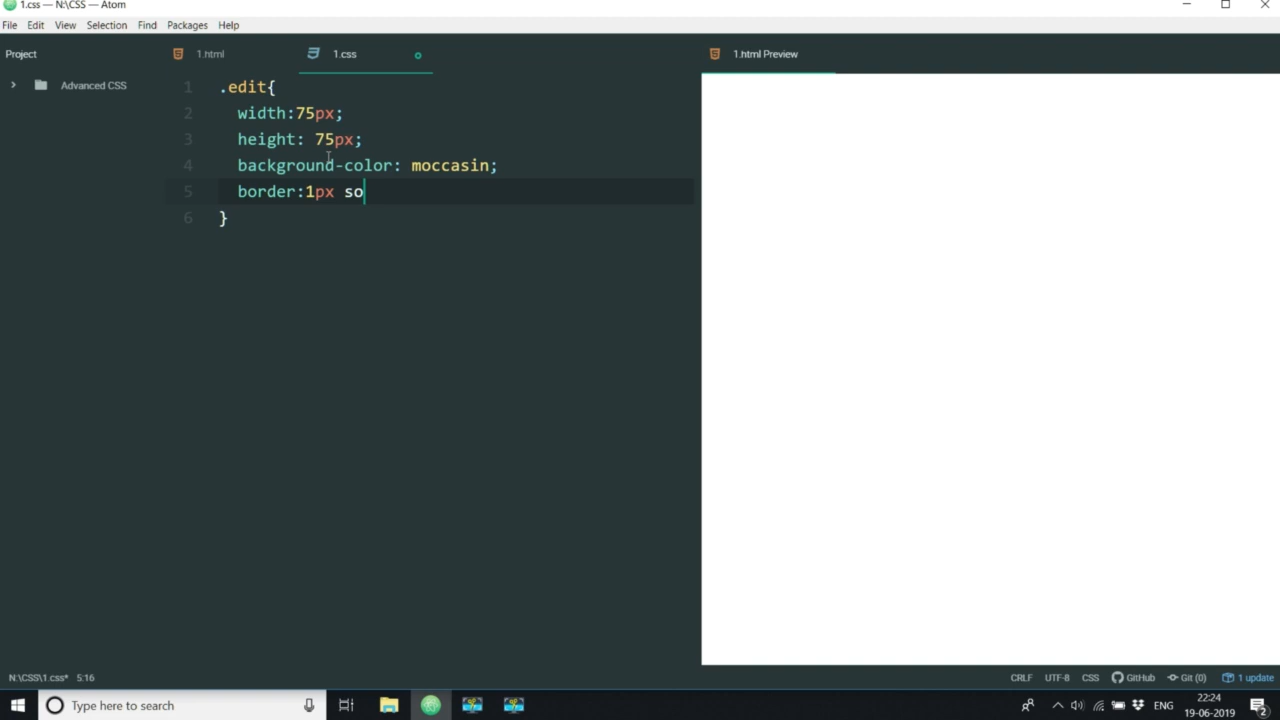 1.css — N:\CSS — Atom
File Edit View Selection Find Packages Help
Project
1.html
1.css
1.html Preview
Advanced CSS
1 .edit{
2 width:75px;
3 height: 75px;
4 background-color: moccasin;
5 border:1px so
6 }
N:\CSS\1.css* 5:16
CRLF UTF-8 CSS GitHub Git (0) 1 update
Type here to search
ENG
22:24
19-06-2019
2